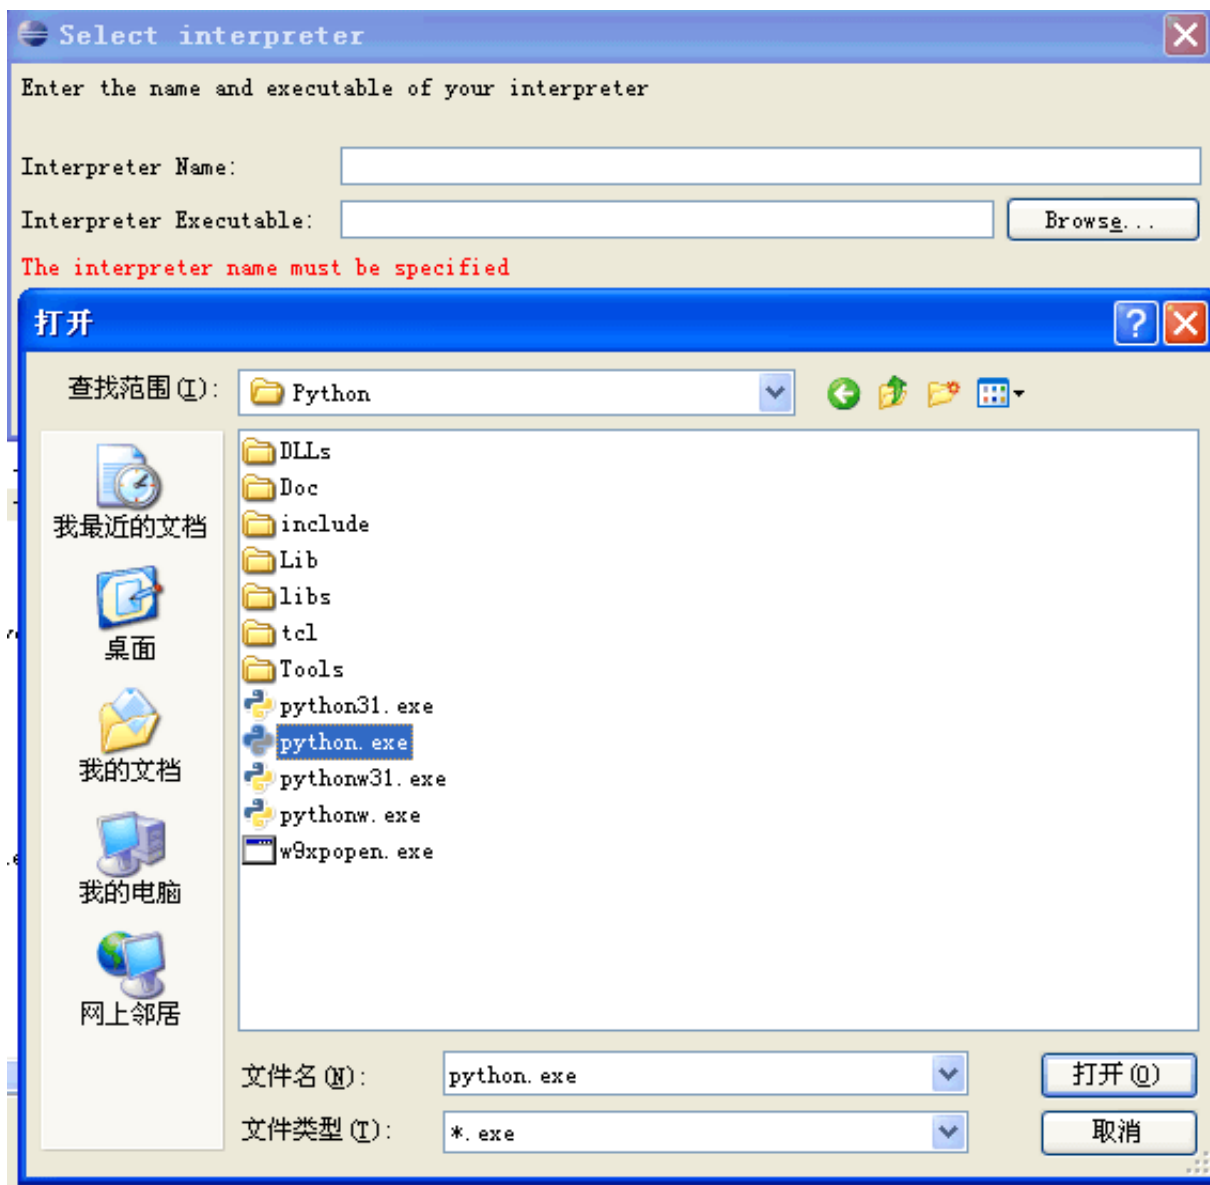 Select interpreter
Enter the name and executable of your interpreter
Interpreter Name:
Interpreter Executable: Browse...
The interpreter name must be specified
打开
查找范围(I): Python
DLLs
Doc
include
Lib
libs
tcl
Tools
python31.exe
python.exe
pythonw31.exe
pythonw.exe
w9xpopen.exe
我最近的文档
桌面
我的文档
我的电脑
网上邻居
文件名(N): python.exe 打开(O)
文件类型(T): *.exe 取消